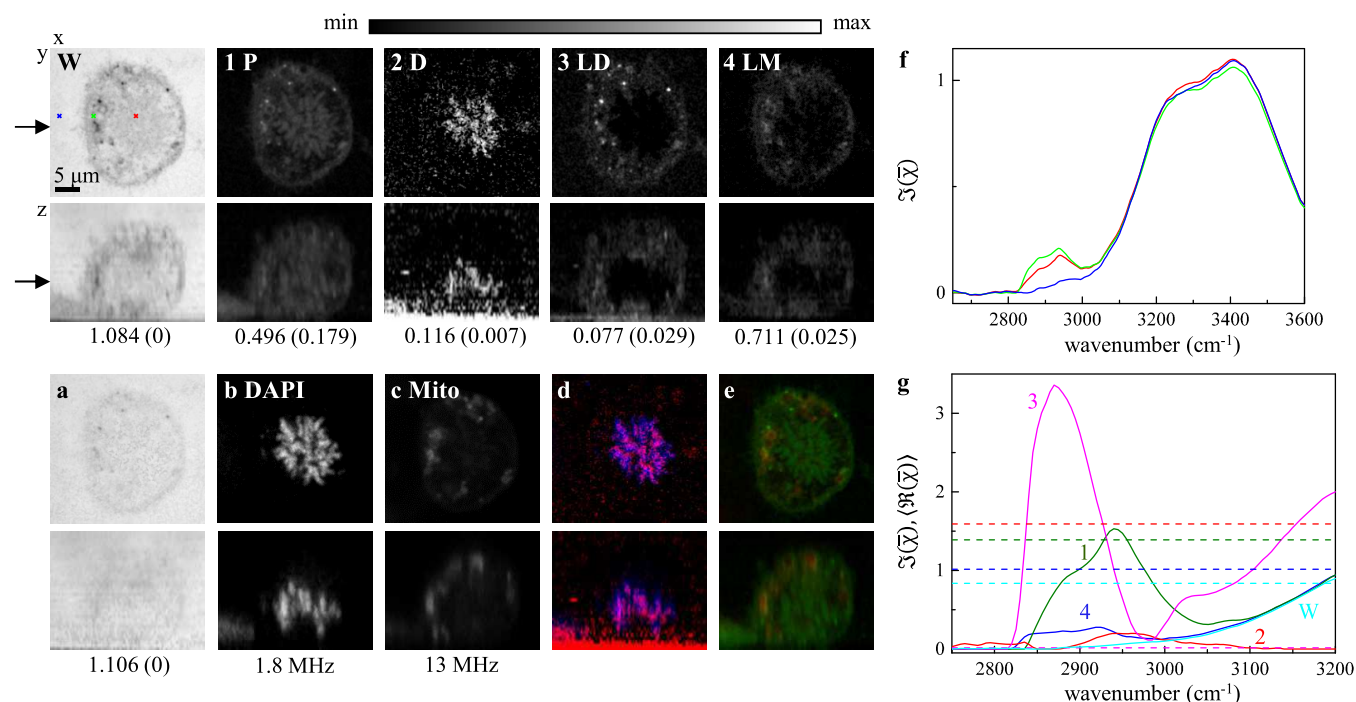 min max
x
y
W
1 P
2 D
3 LD
4 LM
5 μm
z
1.084 (0)
0.496 (0.179)
0.116 (0.007)
0.077 (0.029)
0.711 (0.025)
a
b DAPI
c Mito
d
e
1.106 (0)
1.8 MHz
13 MHz
f
1
0
ℑ(χ̄)
2800 3000 3200 3400 3600
wavenumber (cm⁻¹)
g
3
2
1
0
ℑ(χ̄), ⟨ℜ(χ̄)⟩
3
1
4
W
2
2800 2900 3000 3100 3200
wavenumber (cm⁻¹)